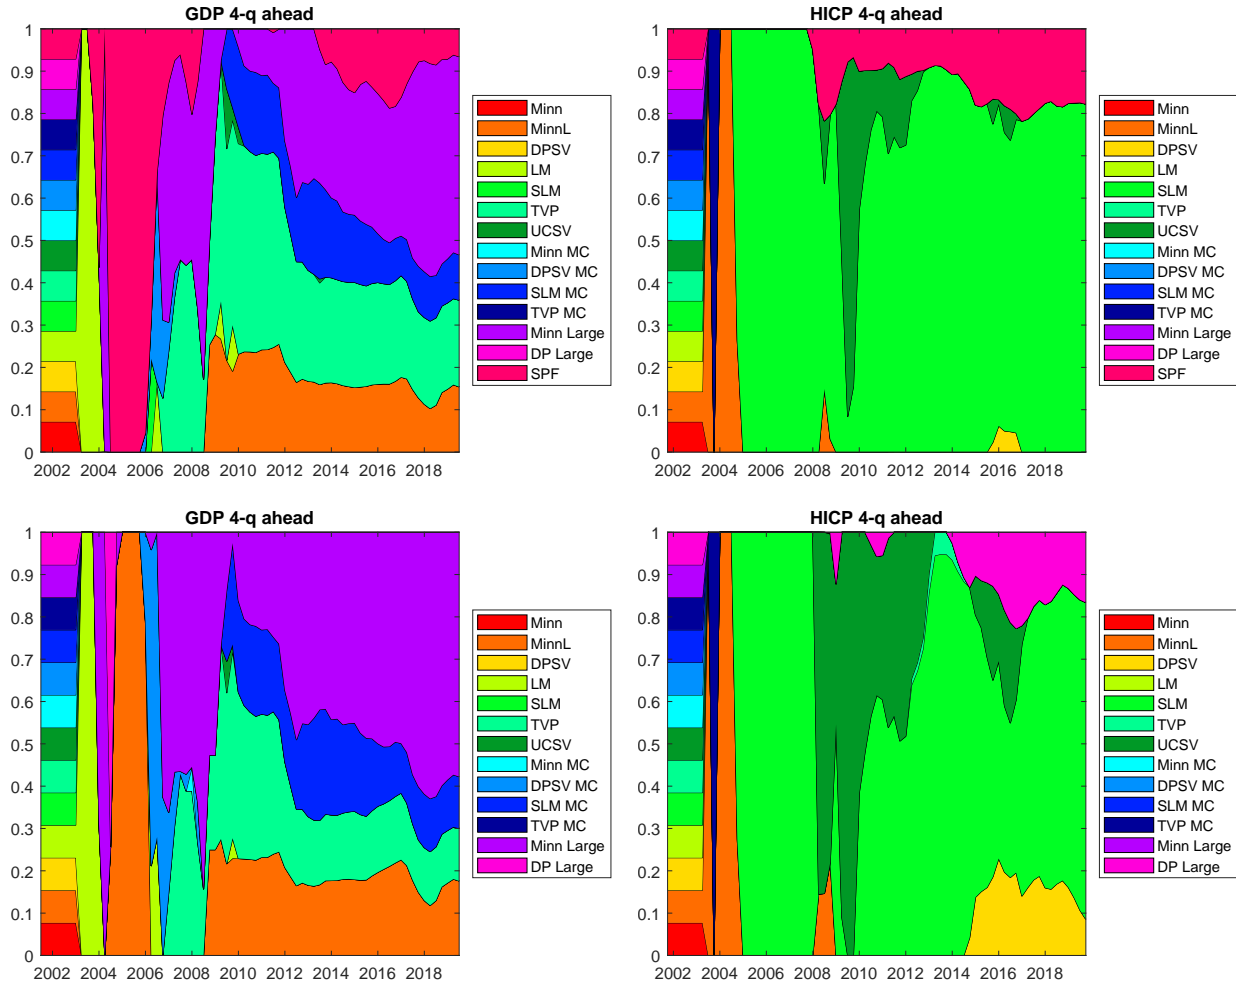 GDP 4-q ahead
1
0.9
0.8
0.7
0.6
0.5
0.4
0.3
0.2
0.1
0
2002 2004 2006 2008 2010 2012 2014 2016 2018
Minn
MinnL
DPSV
LM
SLM
TVP
UCSV
Minn MC
DPSV MC
SLM MC
TVP MC
Minn Large
DP Large
SPF
HICP 4-q ahead
1
0.9
0.8
0.7
0.6
0.5
0.4
0.3
0.2
0.1
0
2002 2004 2006 2008 2010 2012 2014 2016 2018
Minn
MinnL
DPSV
LM
SLM
TVP
UCSV
Minn MC
DPSV MC
SLM MC
TVP MC
Minn Large
DP Large
SPF
GDP 4-q ahead
1
0.9
0.8
0.7
0.6
0.5
0.4
0.3
0.2
0.1
0
2002 2004 2006 2008 2010 2012 2014 2016 2018
Minn
MinnL
DPSV
LM
SLM
TVP
UCSV
Minn MC
DPSV MC
SLM MC
TVP MC
Minn Large
DP Large
HICP 4-q ahead
1
0.9
0.8
0.7
0.6
0.5
0.4
0.3
0.2
0.1
0
2002 2004 2006 2008 2010 2012 2014 2016 2018
Minn
MinnL
DPSV
LM
SLM
TVP
UCSV
Minn MC
DPSV MC
SLM MC
TVP MC
Minn Large
DP Large